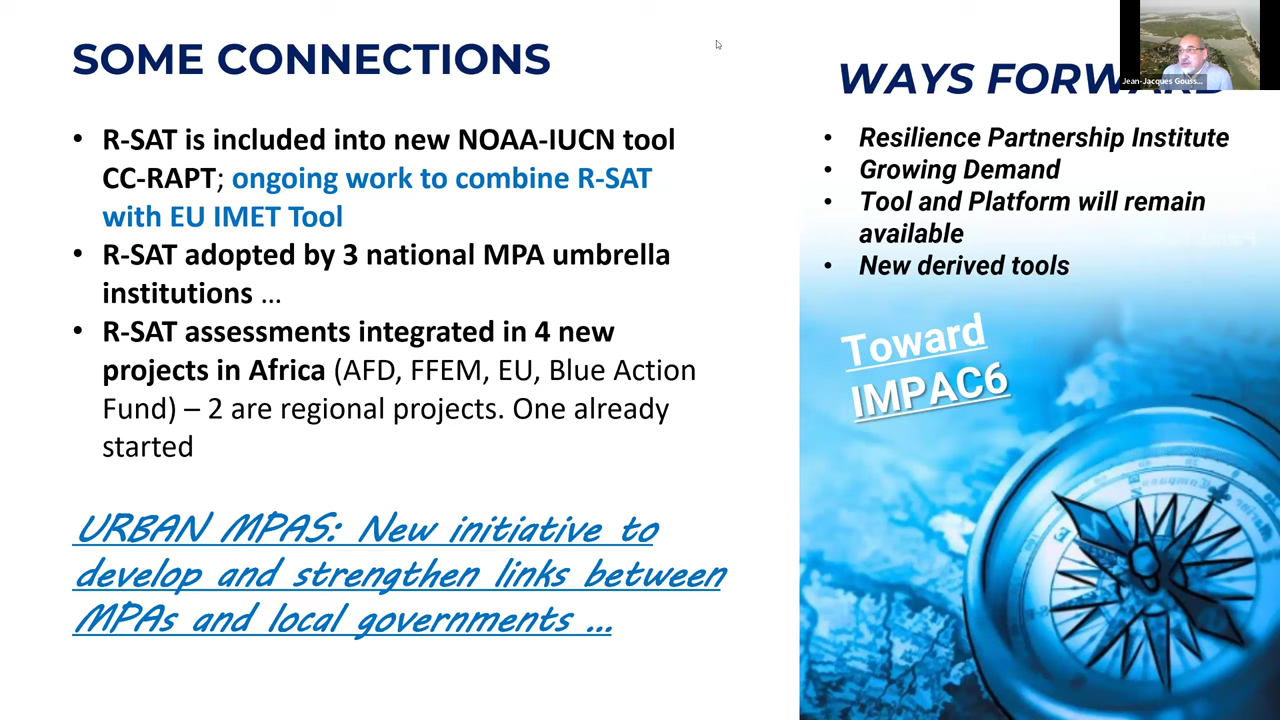 SOME CONNECTIONS
• R-SAT is included into new NOAA-IUCN tool
CC-RAPT; ongoing work to combine R-SAT
with EU IMET Tool
• R-SAT adopted by 3 national MPA umbrella
institutions ...
• R-SAT assessments integrated in 4 new
projects in Africa (AFD, FFEM, EU, Blue Action
Fund) – 2 are regional projects. One already
started
URBAN MPAS: New initiative to
develop and strengthen links between
MPAs and local governments ...
WAYS FORWARD
• Resilience Partnership Institute
• Growing Demand
• Tool and Platform will remain
available
• New derived tools
Toward
IMPAC6
Jean-Jacques Gouss...